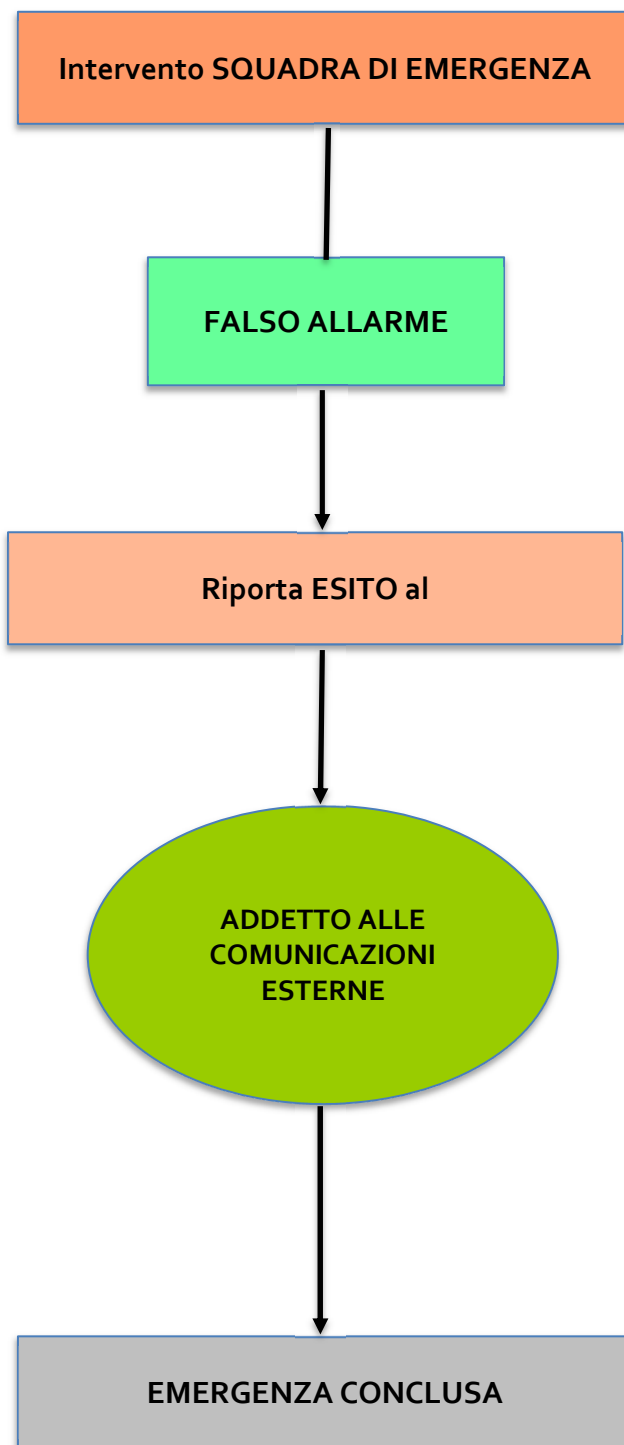 Intervento SQUADRA DI EMERGENZA
FALSO ALLARME
Riporta ESITO al
ADDETTO ALLE
COMUNICAZIONI
ESTERNE
EMERGENZA CONCLUSA